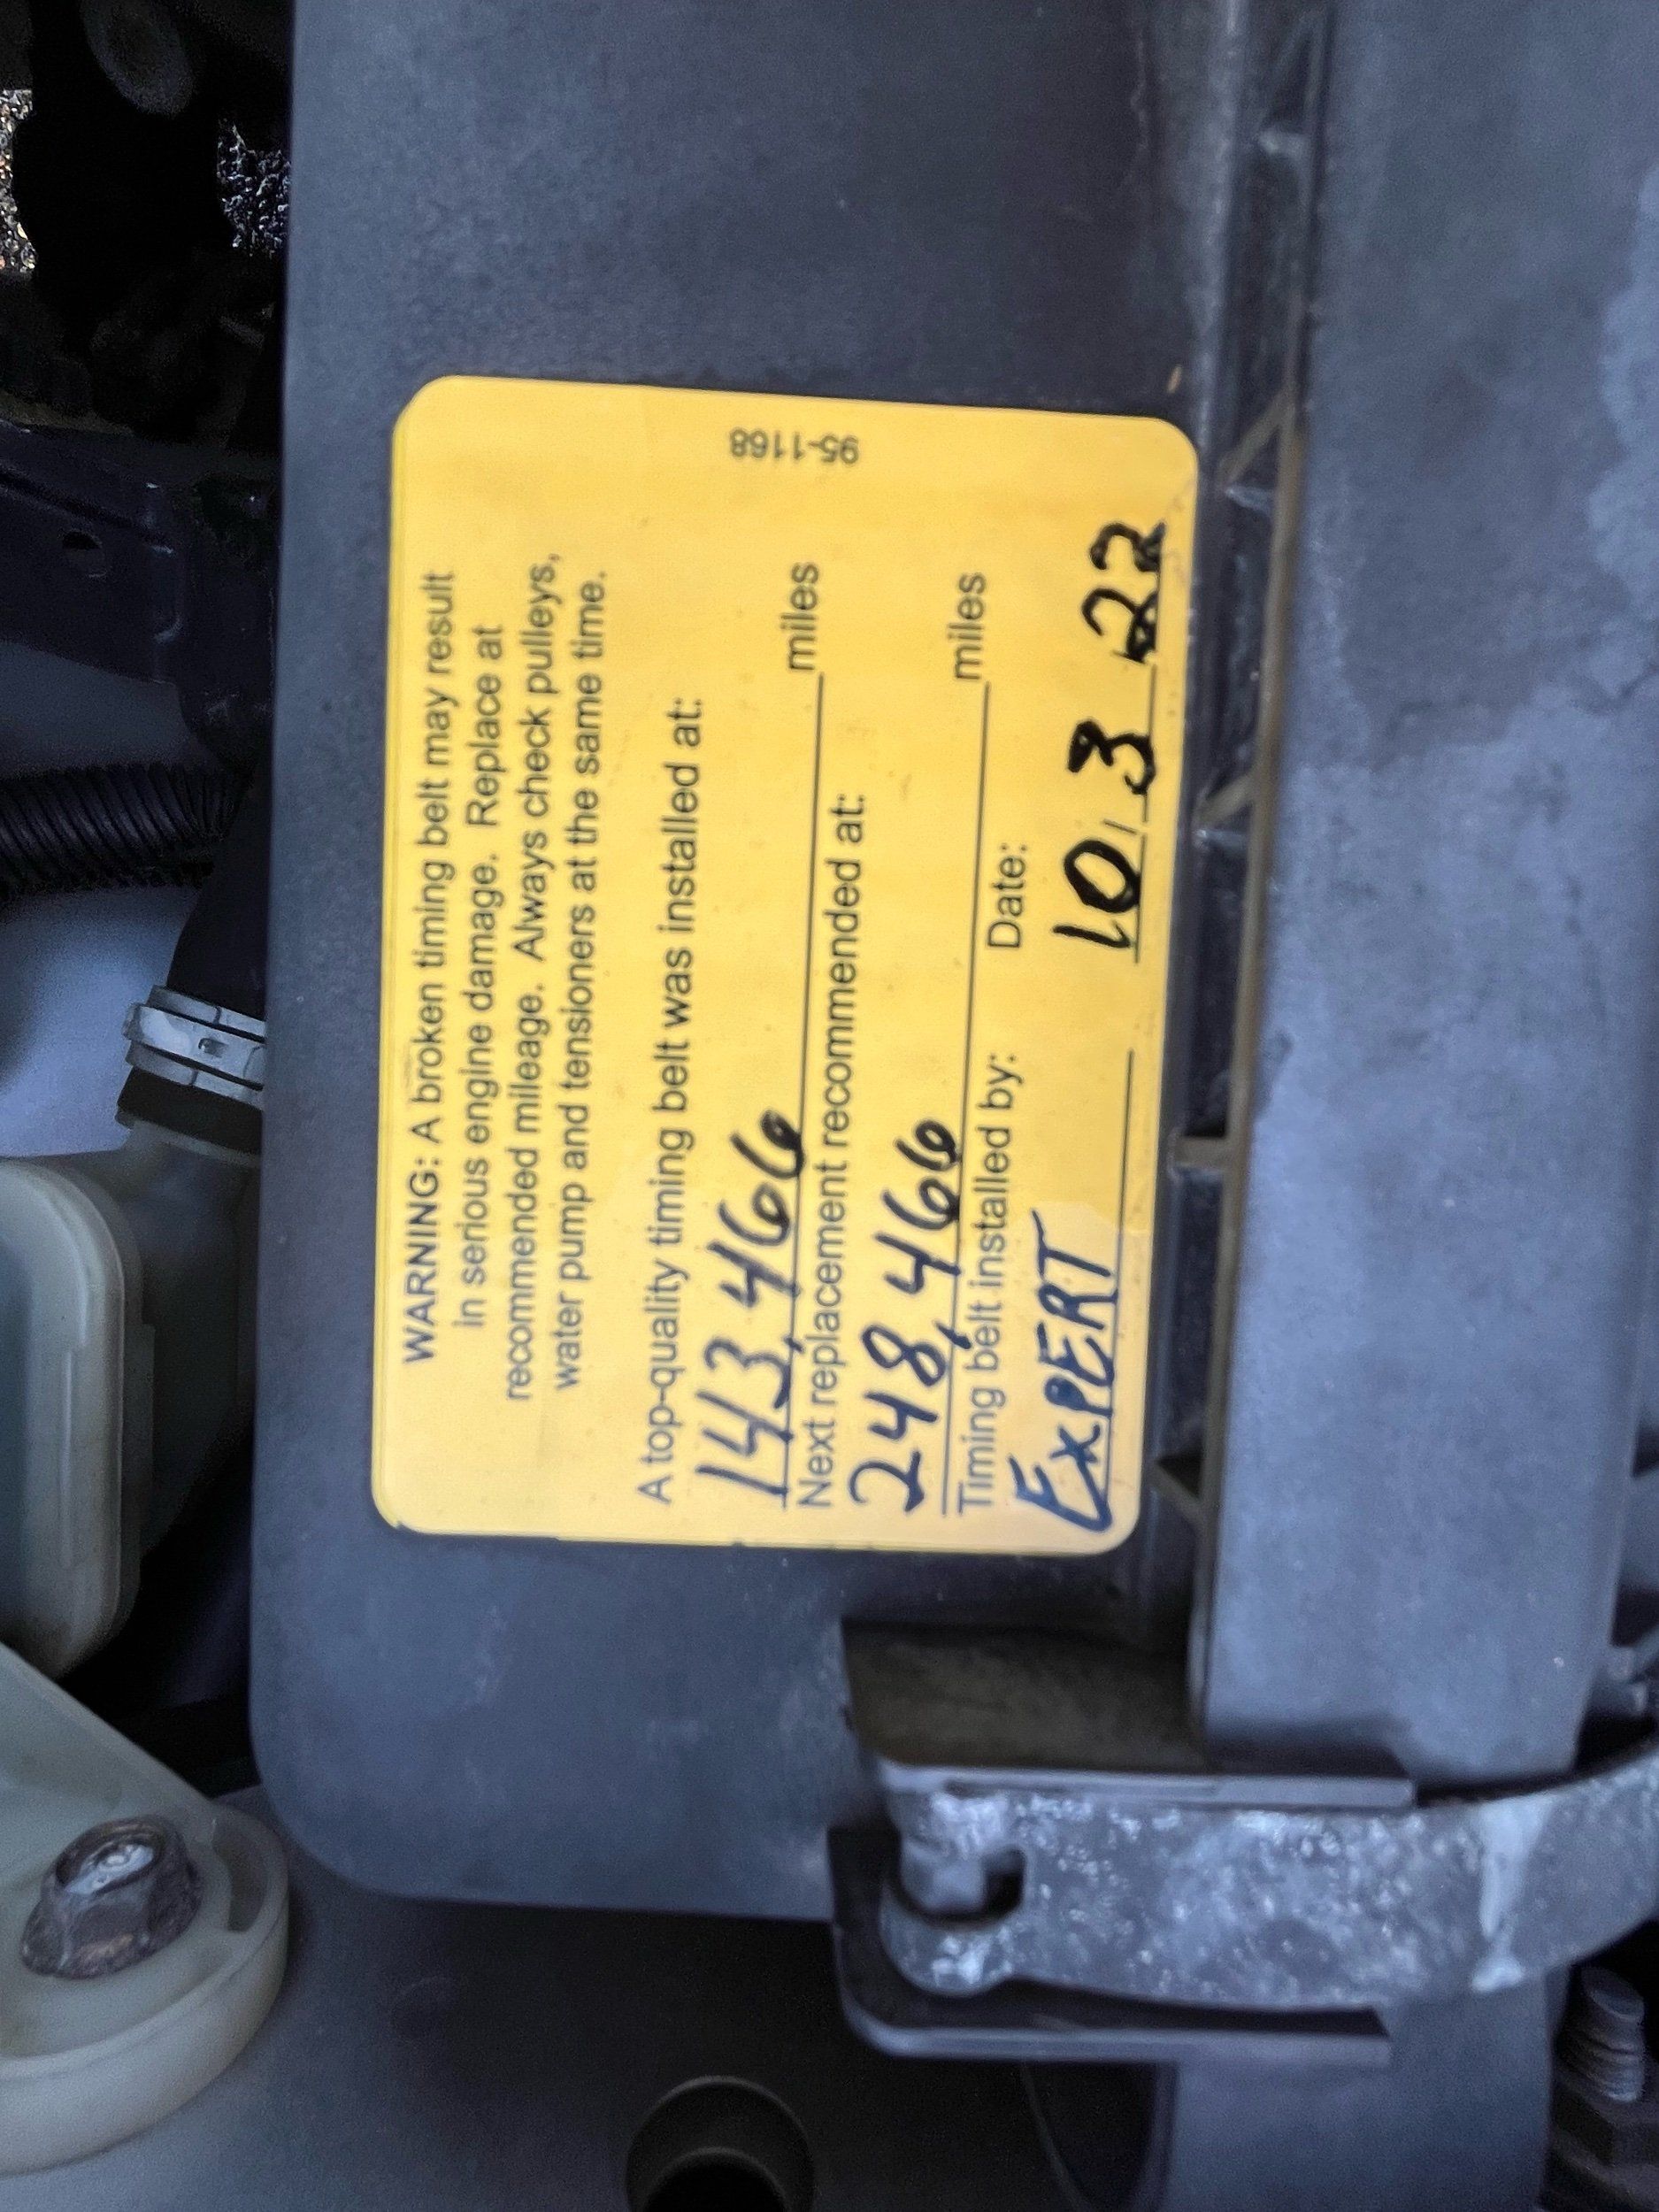 WARNING: A broken timing belt may result
in serious engine damage. Replace at
recommended mileage. Always check pulleys,
water pump and tensioners at the same time.
A top-quality timing belt was installed at:
143,466 miles
Next replacement recommended at:
248,466 miles
Timing belt installed by: Date:
ExPERT 10 3 22
95-1168